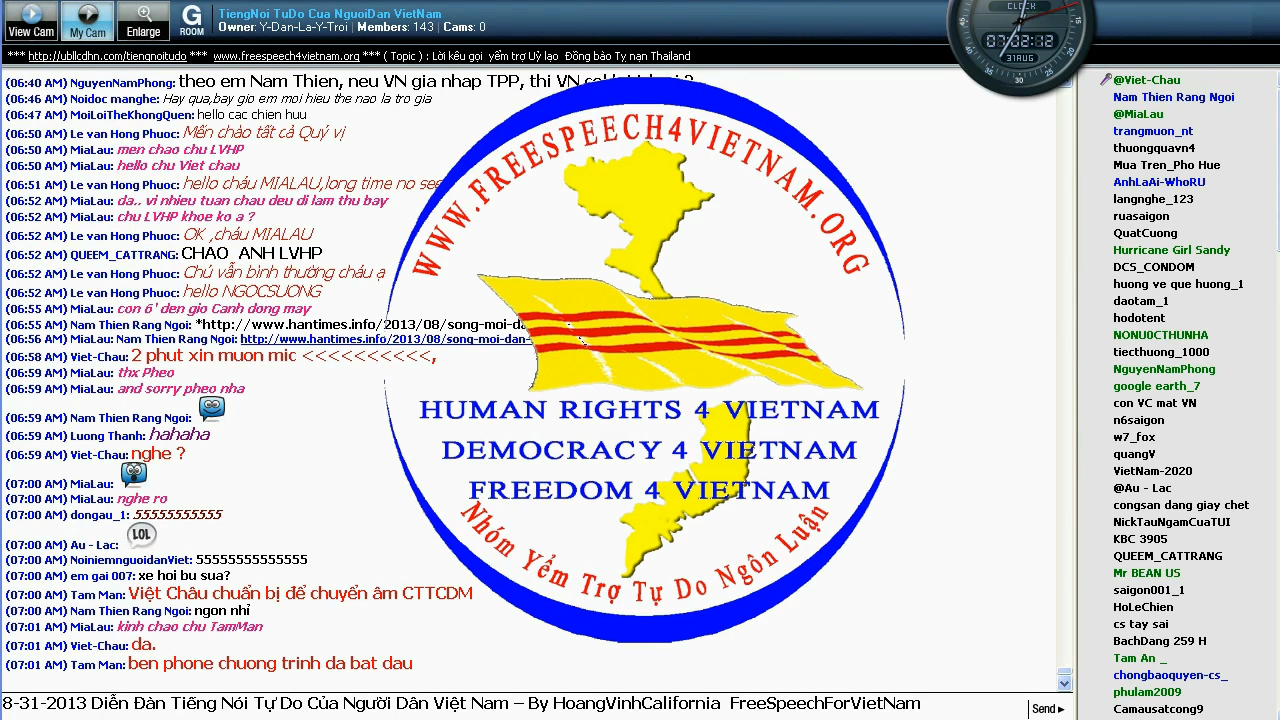 View Cam
My Cam
Enlarge
G
ROOM
TiengNoi TuDo Cua NguoiDan VietNam
Owner: Y-Dan-La-Y-Troi | Members: 143 | Cams: 0
CLOCK
07:02:12
31AUG
*** http://ubllcdhn.com/tiengnoitudo *** www.freespeech4vietnam.org *** ( Topic ) : Lời kêu gọi yểm trợ Uỷ lạo Đồng bào Tỵ nạn Thailand
(06:40 AM) NguyenNamPhong: theo em Nam Thien, neu VN gia nhap TPP, thi VN
(06:46 AM) Noidoc manghe: Hay qua,bay gio em moi hieu the nao la tro gia
(06:47 AM) MoiLoiTheKhongQuen: hello cac chien huu
(06:50 AM) Le van Hong Phuoc: Mến chào tất cả Quý vị
(06:50 AM) MiaLau: men chao chu LVHP
(06:50 AM) MiaLau: hello chu Viet chau
(06:51 AM) Le van Hong Phuoc: hello cháu MIALAU,long time no see
(06:52 AM) MiaLau: da.. vi nhieu tuan chau deu di lam thu bay
(06:52 AM) MiaLau: chu LVHP khoe ko a ?
(06:52 AM) Le van Hong Phuoc: OK ,cháu MIALAU
(06:52 AM) QUEEM_CATTRANG: CHAO ANH LVHP
(06:52 AM) Le van Hong Phuoc: Chú vẫn bình thường cháu ạ
(06:52 AM) Le van Hong Phuoc: hello NGOCSUONG
(06:55 AM) MiaLau: con 6' den gio Canh dong may
(06:55 AM) Nam Thien Rang Ngoi: *http://www.hantimes.info/2013/08/song-moi-da
(06:56 AM) MiaLau: Nam Thien Rang Ngoi: http://www.hantimes.info/2013/08/song-moi-dan-
(06:58 AM) Viet-Chau: 2 phut xin muon mic <<<<<<<<<<,
(06:59 AM) MiaLau: thx Pheo
(06:59 AM) MiaLau: and sorry pheo nha
(06:59 AM) Nam Thien Rang Ngoi:
(06:59 AM) Luong Thanh: hahaha
(06:59 AM) Viet-Chau: nghe ?
(07:00 AM) MiaLau:
(07:00 AM) MiaLau: nghe ro
(07:00 AM) dongau_1: 55555555555
(07:00 AM) Au - Lac: LOL
(07:00 AM) Noiniemnguoidanviet: 55555555555555
(07:00 AM) em gai 007: xe hoi bu sua?
(07:00 AM) Tam Man: Việt Châu chuẩn bị để chuyển âm CTTCDM
(07:00 AM) Nam Thien Rang Ngoi: ngon nhỉ
(07:01 AM) MiaLau: kinh chao chu TamMan
(07:01 AM) Viet-Chau: da.
(07:01 AM) Tam Man: ben phone chuong trinh da bat dau
WWW.FREESPEECH4VIETNAM.ORG
HUMAN RIGHTS 4 VIETNAM
DEMOCRACY 4 VIETNAM
FREEDOM 4 VIETNAM
Nhóm Yểm Trợ Tự Do Ngôn Luận
@Viet-Chau
Nam Thien Rang Ngoi
@MiaLau
trangmuon_nt
thuongquavn4
Mua Tren_Pho Hue
AnhLaAi-WhoRU
langnghe_123
ruasaigon
QuatCuong
Hurricane Girl Sandy
DCS_CONDOM
huong ve que huong_1
daotam_1
hodotent
NONU0CTHUNHA
tiecthuong_1000
NguyenNamPhong
google earth_7
con VC mat VN
n6saigon
w7_fox
quangV
VietNam-2020
@Au - Lac
congsan dang giay chet
NickTauNgamCuaTUI
KBC 3905
QUEEM_CATTRANG
Mr BEAN US
saigon001_1
HoLeChien
cs tay sai
BachDang 259 H
Tam An _
chongbaoquyen-cs_
phulam2009
Camausatcong9
8-31-2013 Diễn Đàn Tiếng Nói Tự Do Của Người Dân Việt Nam – By HoangVinhCalifornia FreeSpeechForVietNam
Send